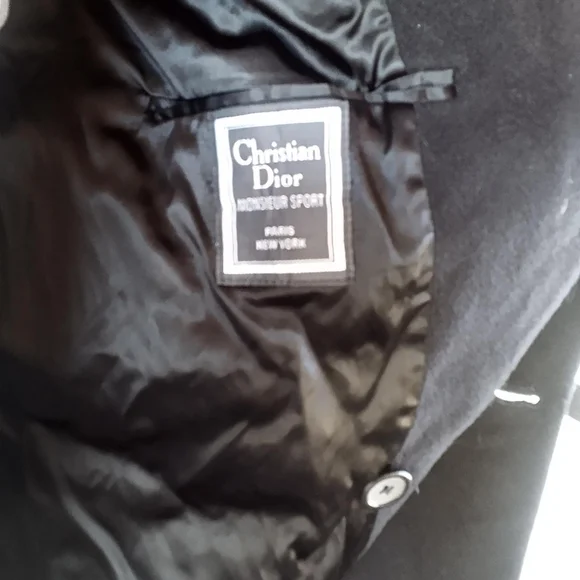 Christian
Dior
MONSIEUR SPORT
PARIS
NEW YORK